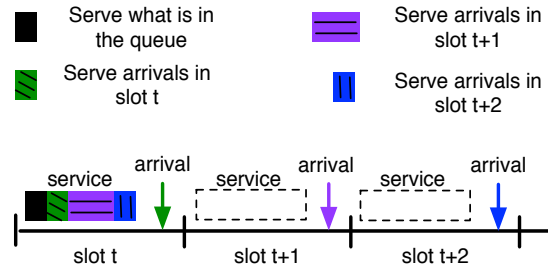 Serve what is in
the queue
Serve arrivals in
slot t+1
Serve arrivals in
slot t
Serve arrivals in
slot t+2
service
arrival
service
arrival
service
arrival
slot t
slot t+1
slot t+2